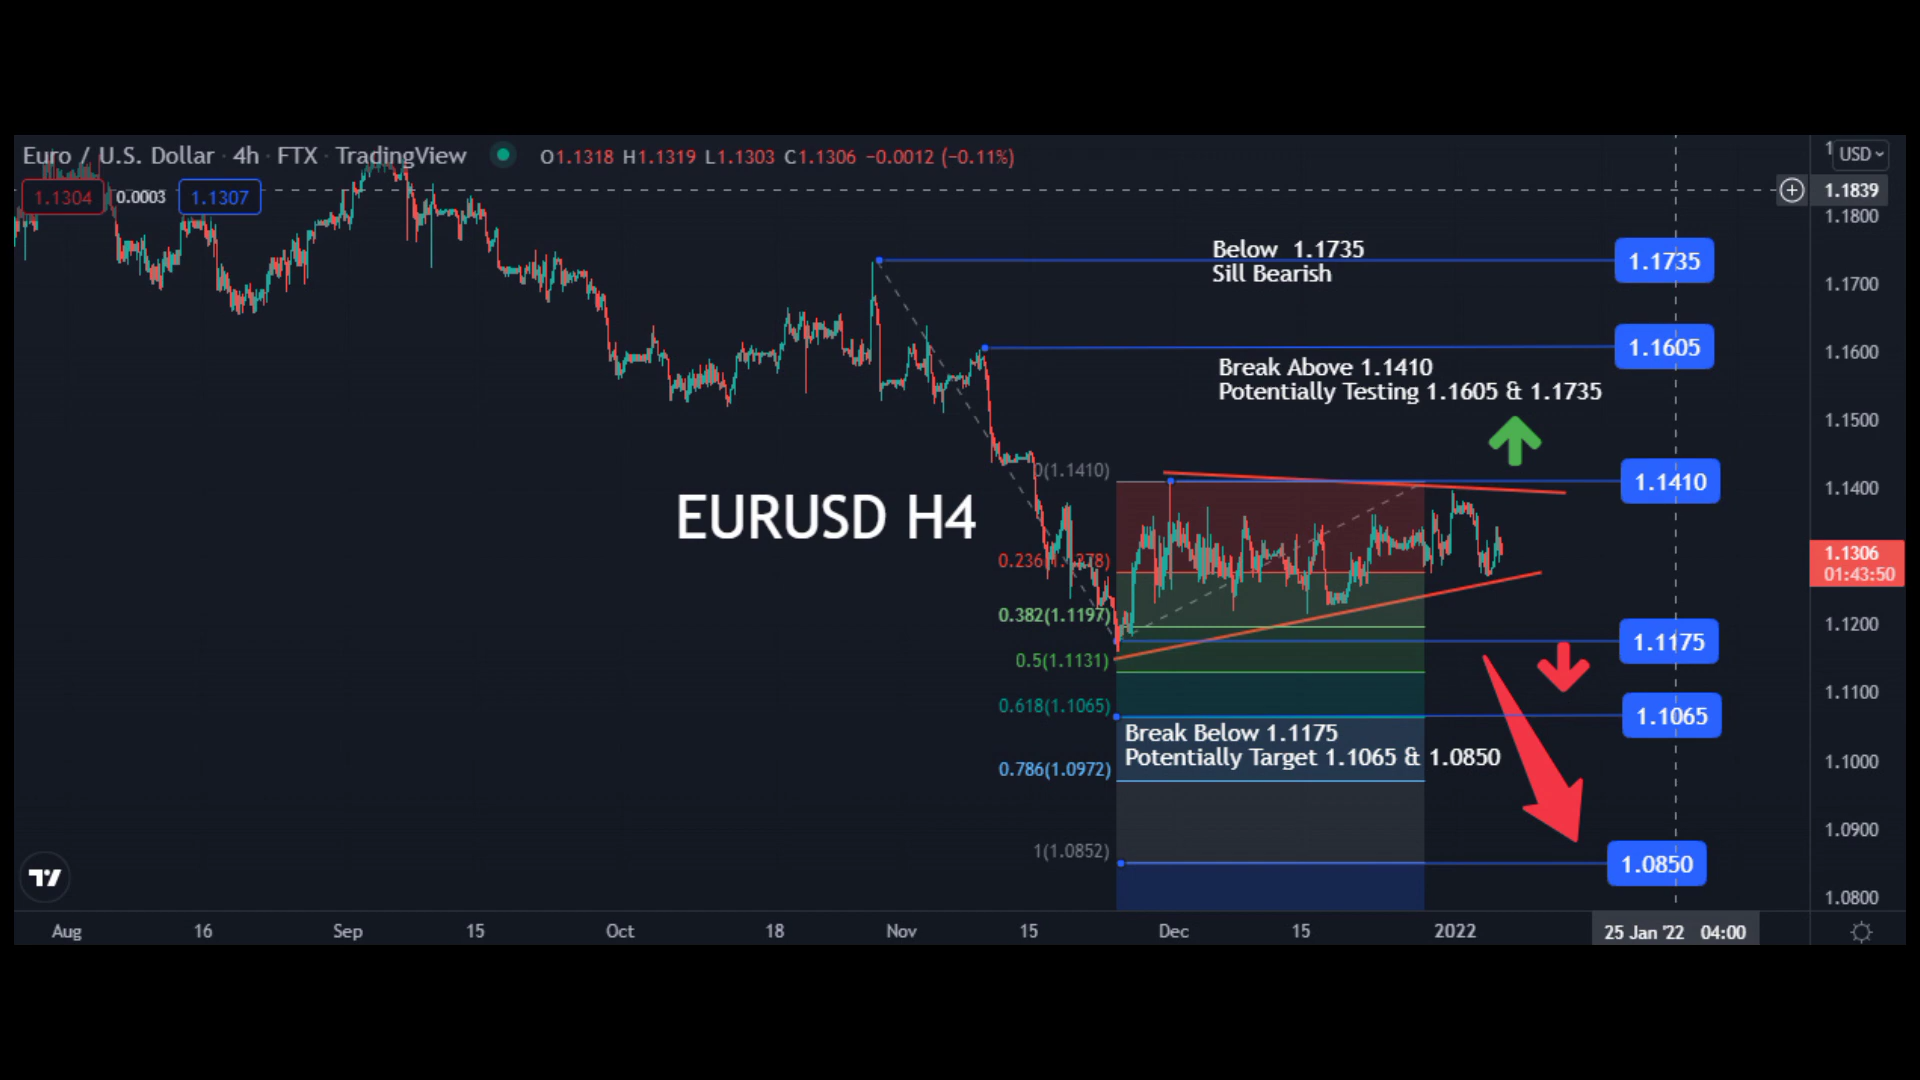 Euro / U.S. Dollar · 4h · FTX · TradingView O1.1318 H1.1319 L1.1303 C1.1306 −0.0012 (−0.11%)
USD
1.1304 0.0003 1.1307
1.1839
1.1800
Below 1.1735
Sill Bearish
1.1735
1.1700
1.1605
1.1600
Break Above 1.1410
Potentially Testing 1.1605 & 1.1735
1.1500
0(1.1410)
1.1410
1.1400
EURUSD H4
0.236(1.1278)
1.1306
01:43:50
0.382(1.1197)
1.1200
1.1175
0.5(1.1131)
1.1100
0.618(1.1065)
1.1065
Break Below 1.1175
Potentially Target 1.1065 & 1.0850
0.786(1.0972)
1.1000
1.0900
1(1.0852)
1.0850
1.0800
Aug 16 Sep 15 Oct 18 Nov 15 Dec 15 2022 25 Jan '22 04:00